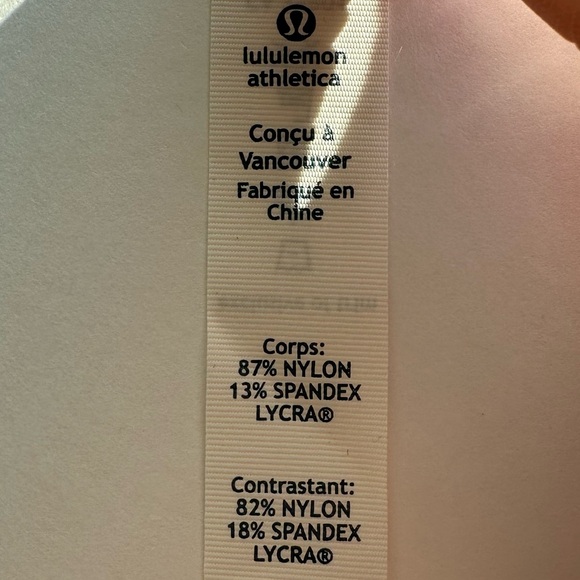 lululemon
athletica
Conçu à
Vancouver
Fabriqué en
Chine
Corps:
87% NYLON
13% SPANDEX
LYCRA®
Contrastant:
82% NYLON
18% SPANDEX
LYCRA®